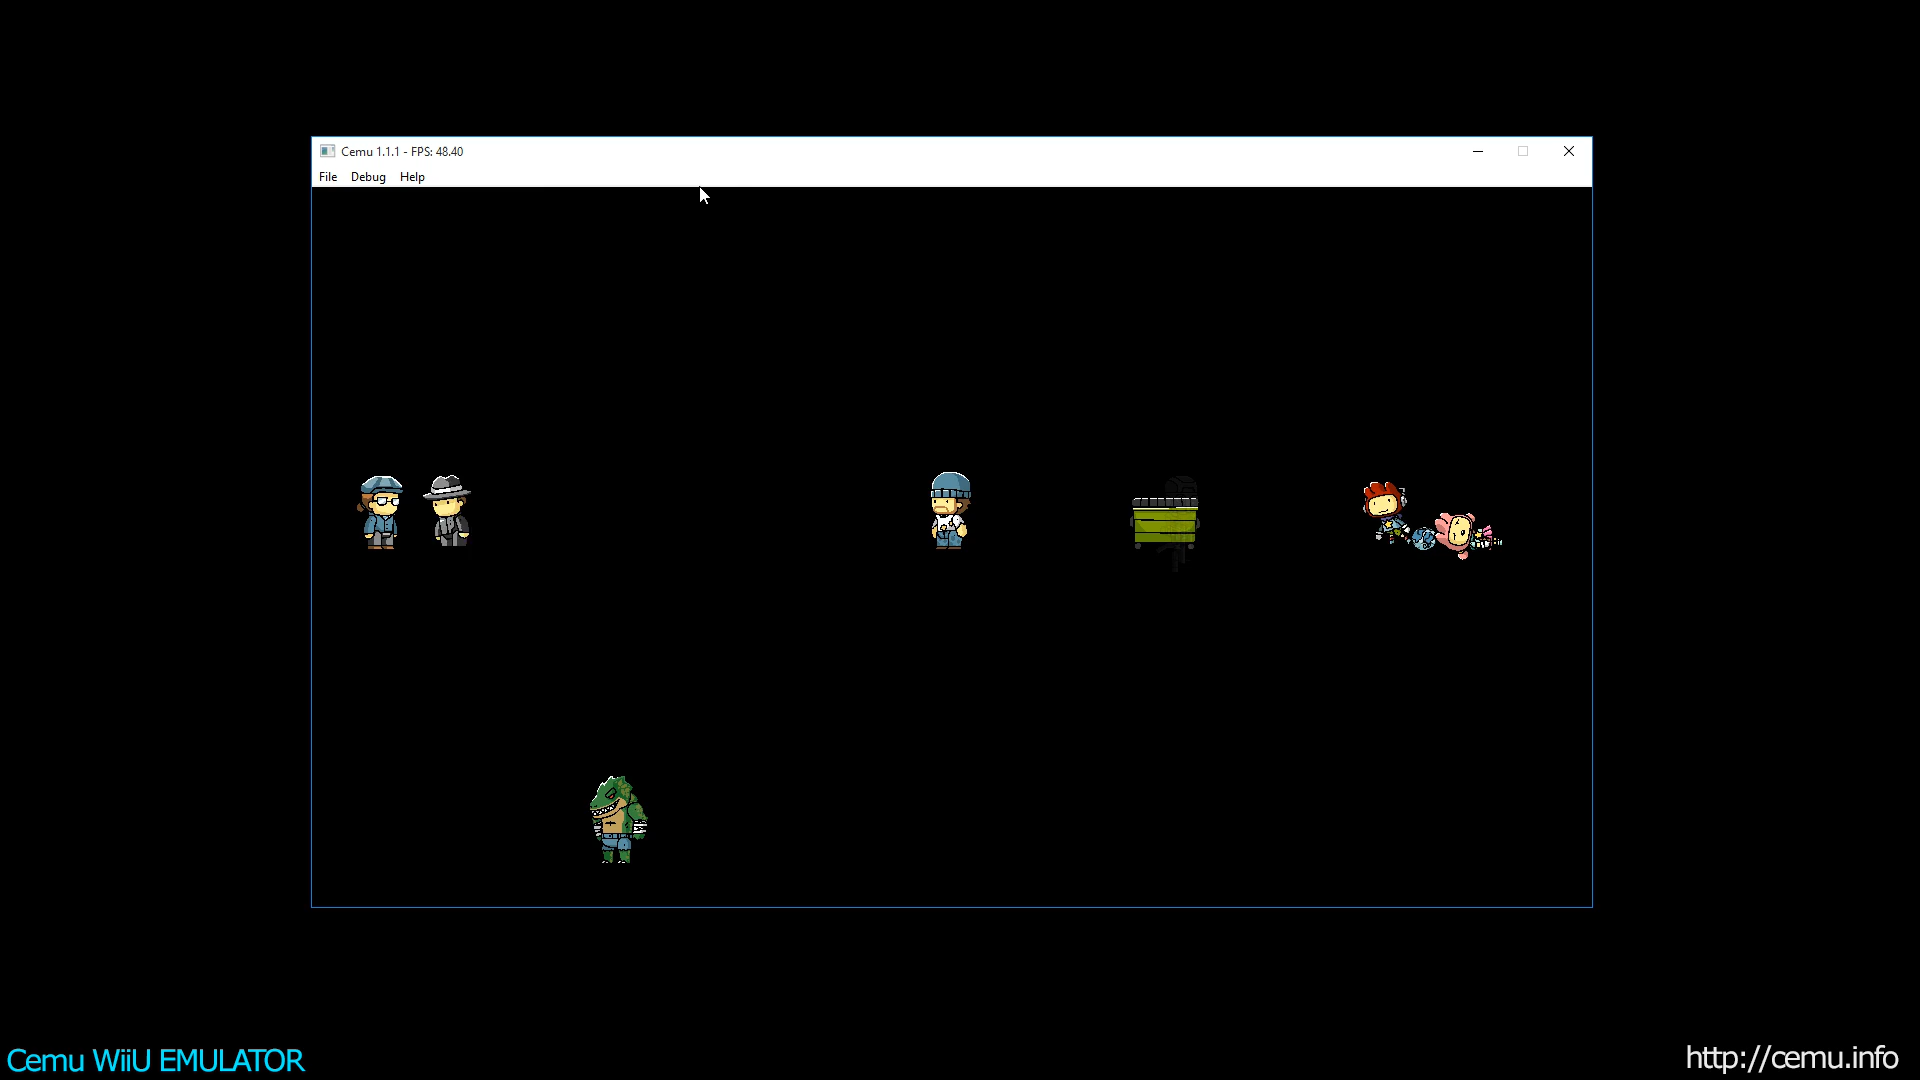 Cemu 1.1.1 - FPS: 48.40
File Debug Help
Cemu WiiU EMULATOR
http://cemu.info